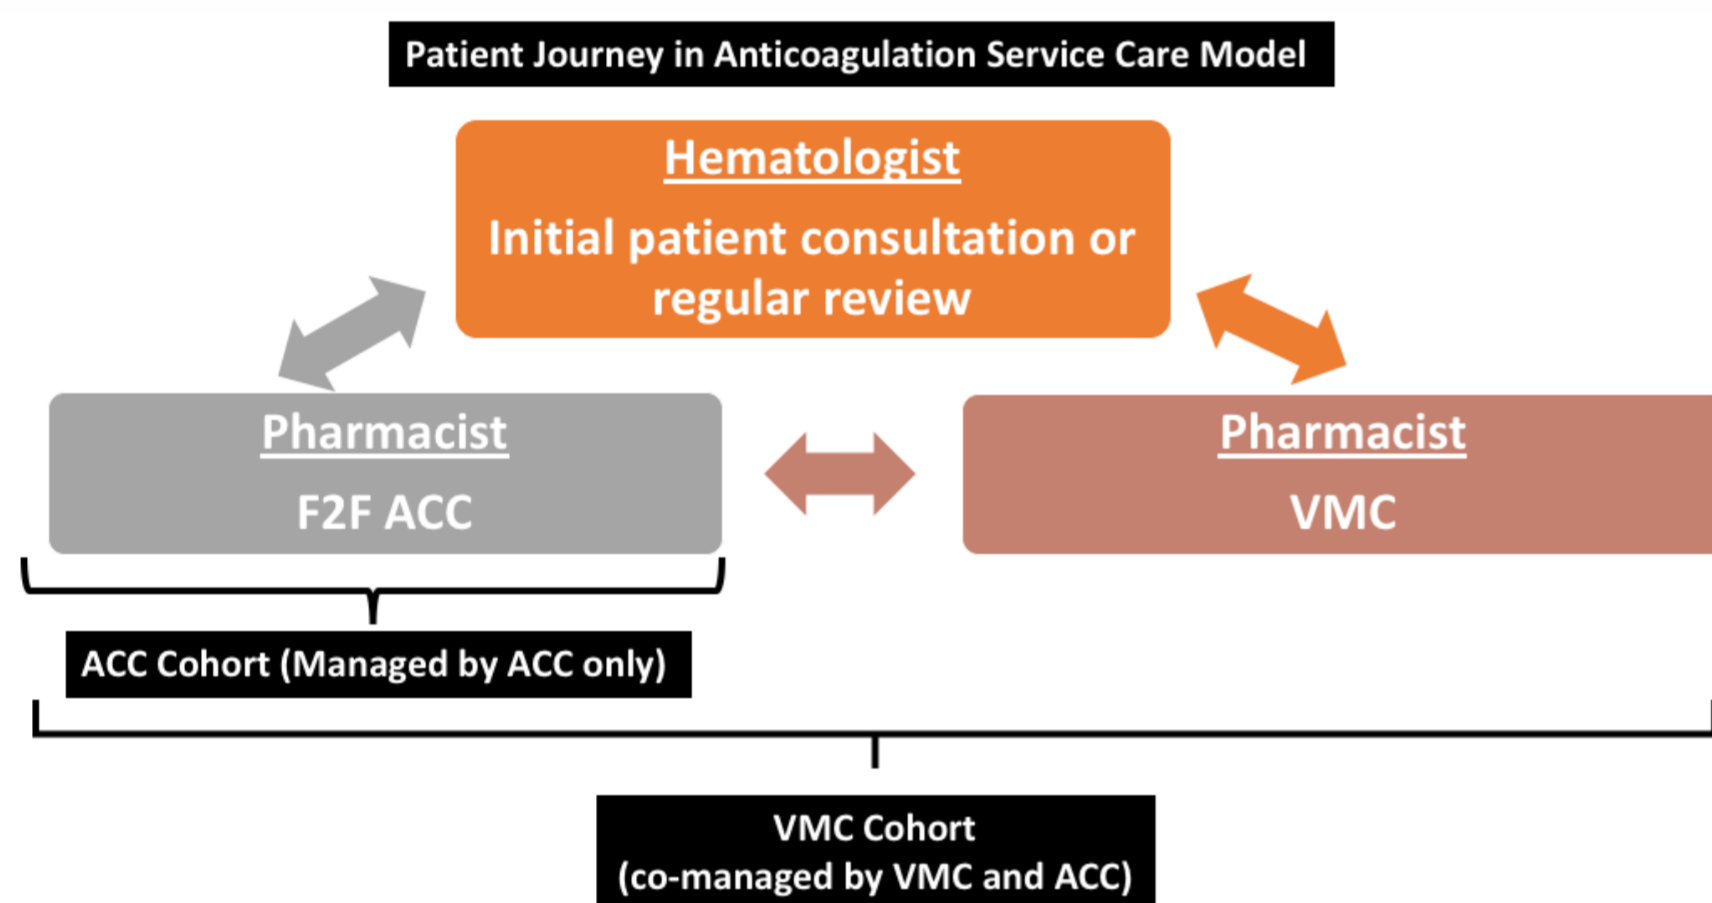 Patient Journey in Anticoagulation Service Care Model
Hematologist
Initial patient consultation or
regular review
Pharmacist
F2F ACC
Pharmacist
VMC
ACC Cohort (Managed by ACC only)
VMC Cohort
(co-managed by VMC and ACC)